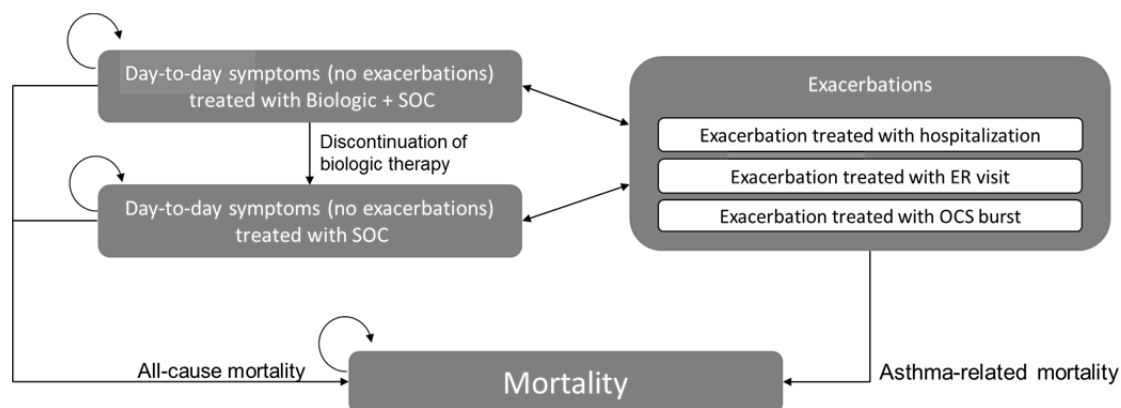 Day-to-day symptoms (no exacerbations)
treated with Biologic + SOC
Discontinuation of
biologic therapy
Day-to-day symptoms (no exacerbations)
treated with SOC
Exacerbations
Exacerbation treated with hospitalization
Exacerbation treated with ER visit
Exacerbation treated with OCS burst
All-cause mortality
Mortality
Asthma-related mortality